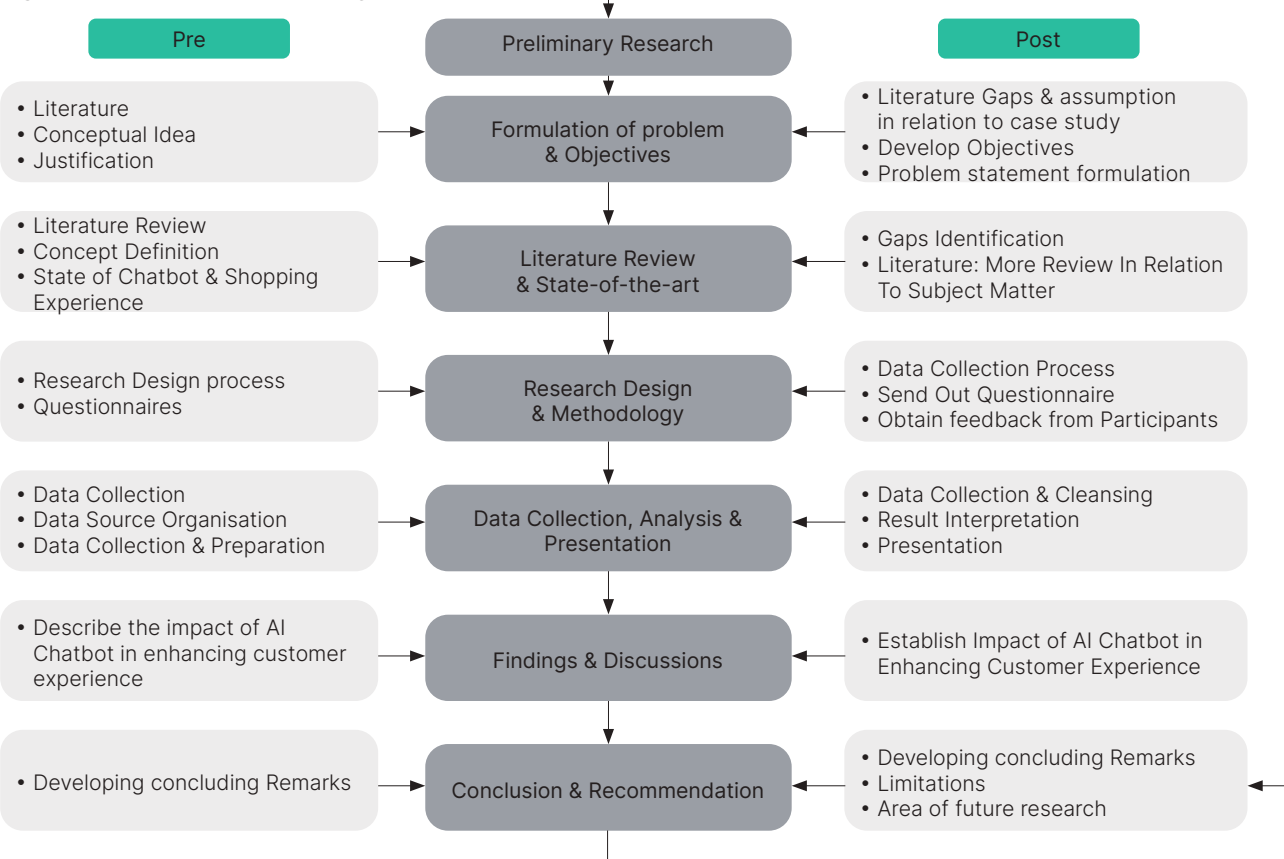 Pre
Preliminary Research
Post
• Literature
• Conceptual Idea
• Justification
Formulation of problem
& Objectives
• Literature Gaps & assumption
in relation to case study
• Develop Objectives
• Problem statement formulation
• Literature Review
• Concept Definition
• State of Chatbot & Shopping
Experience
Literature Review
& State-of-the-art
• Gaps Identification
• Literature: More Review In Relation
To Subject Matter
• Research Design process
• Questionnaires
Research Design
& Methodology
• Data Collection Process
• Send Out Questionnaire
• Obtain feedback from Participants
• Data Collection
• Data Source Organisation
• Data Collection & Preparation
Data Collection, Analysis &
Presentation
• Data Collection & Cleansing
• Result Interpretation
• Presentation
• Describe the impact of AI
Chatbot in enhancing customer
experience
Findings & Discussions
• Establish Impact of AI Chatbot in
Enhancing Customer Experience
• Developing concluding Remarks
Conclusion & Recommendation
• Developing concluding Remarks
• Limitations
• Area of future research